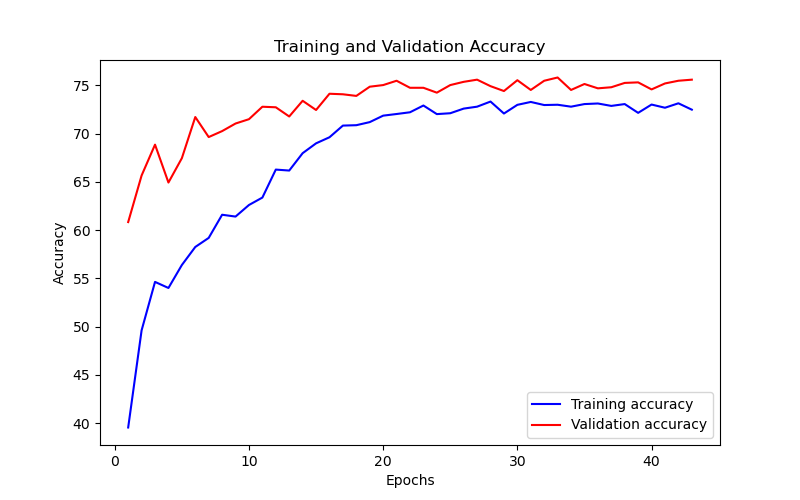 Training and Validation Accuracy
Accuracy
75
70
65
60
55
50
45
40
0 10 20 30 40
Epochs
Training accuracy
Validation accuracy